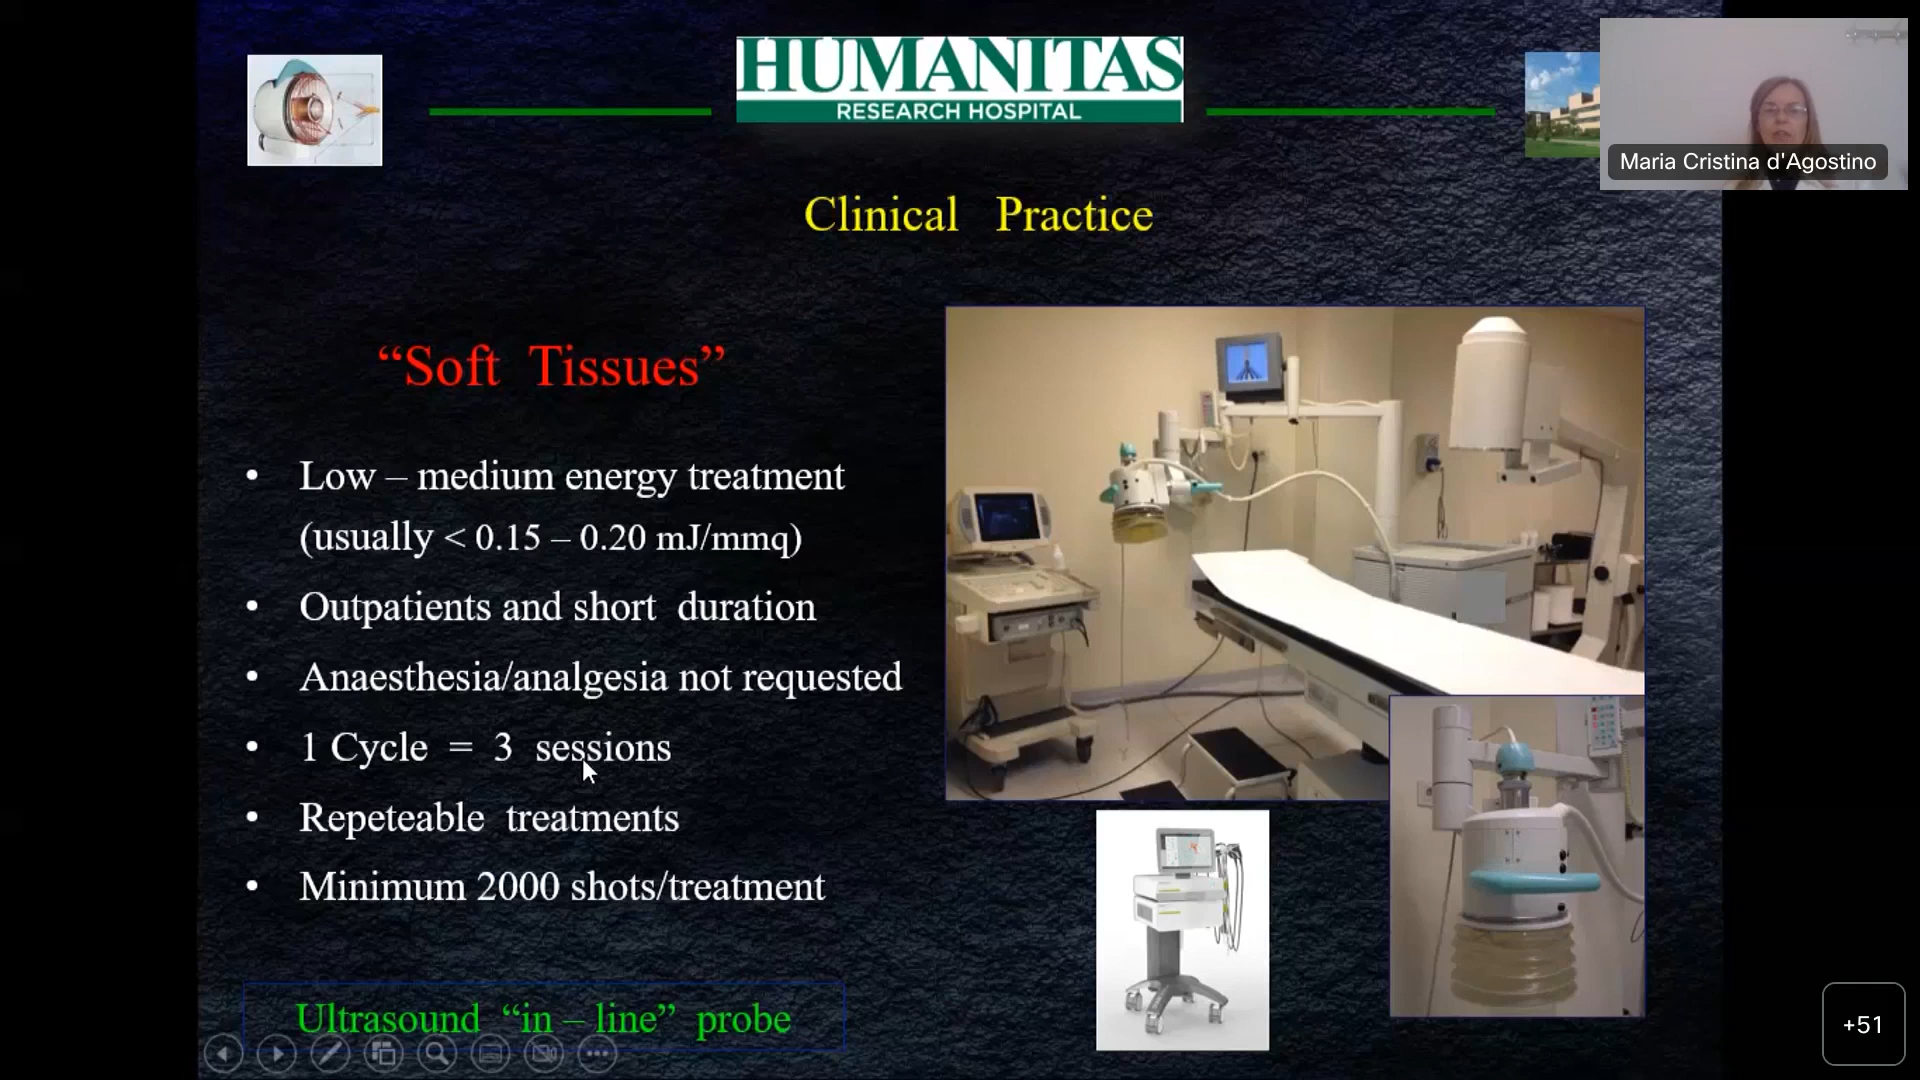 HUMANITAS
RESEARCH HOSPITAL
Maria Cristina d'Agostino
Clinical Practice
“Soft Tissues”
• Low – medium energy treatment
(usually < 0.15 – 0.20 mJ/mmq)
• Outpatients and short duration
• Anaesthesia/analgesia not requested
• 1 Cycle = 3 sessions
• Repeteable treatments
• Minimum 2000 shots/treatment
Ultrasound “in – line” probe
+51